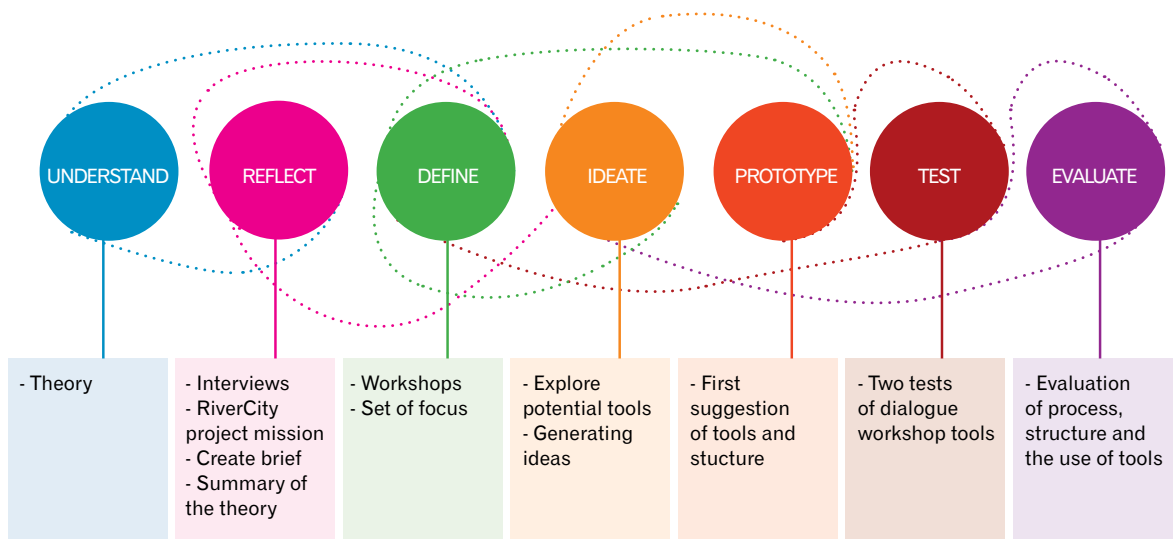 UNDERSTAND
REFLECT
DEFINE
IDEATE
PROTOTYPE
TEST
EVALUATE
- Theory
- Interviews
- RiverCity
project mission
- Create brief
- Summary of
the theory
- Workshops
- Set of focus
- Explore
potential tools
- Generating
ideas
- First
suggestion
of tools and
stucture
- Two tests
of dialogue
workshop tools
- Evaluation
of process,
structure and
the use of tools